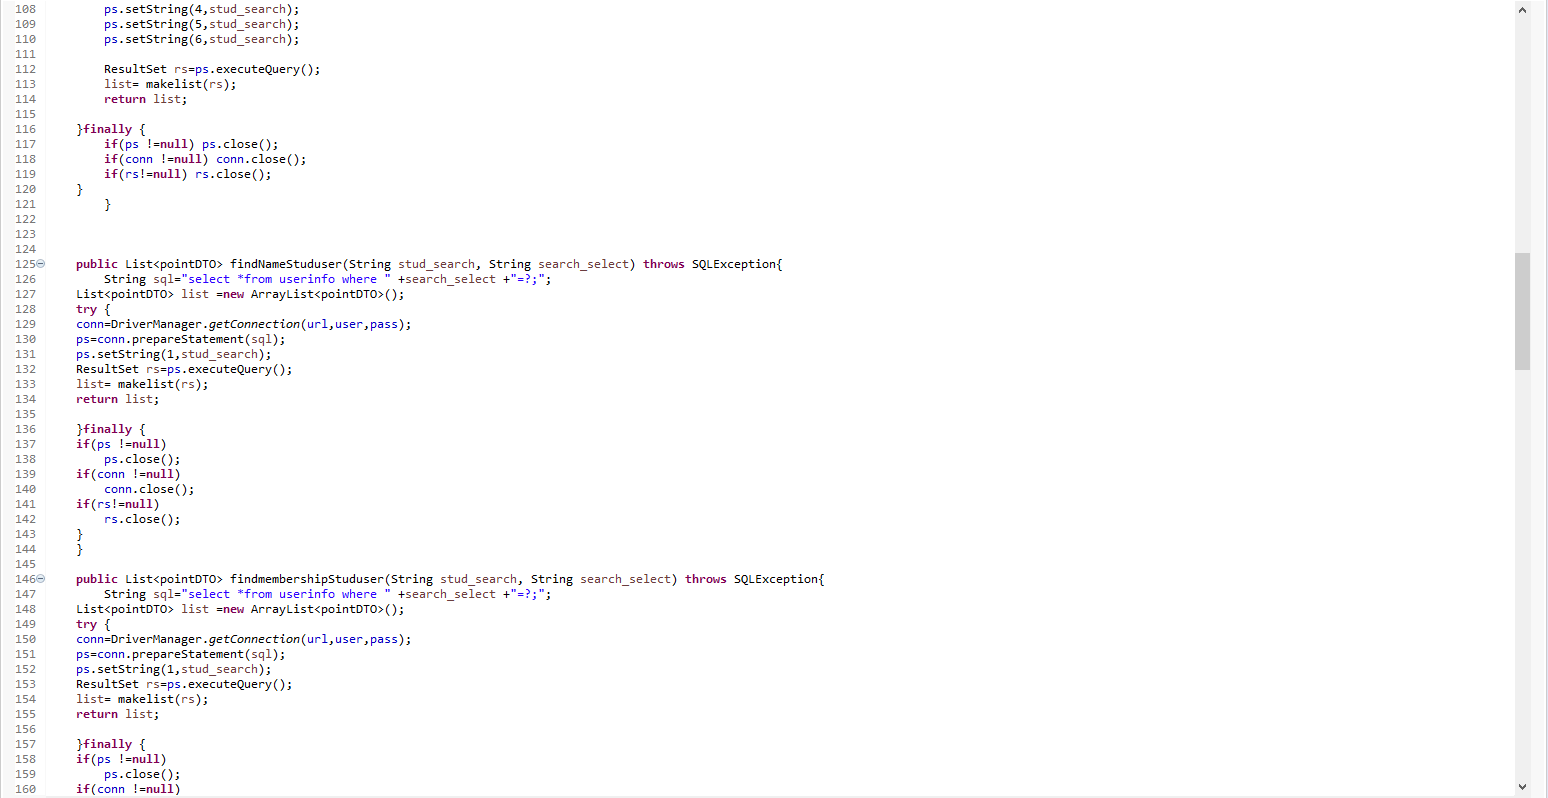 108 ps.setString(4,stud_search);
109 ps.setString(5,stud_search);
110 ps.setString(6,stud_search);
111
112 ResultSet rs=ps.executeQuery();
113 list= makelist(rs);
114 return list;
115
116 }finally {
117 if(ps !=null) ps.close();
118 if(conn !=null) conn.close();
119 if(rs!=null) rs.close();
120 }
121 }
122
123
124
125 public List<pointDTO> findNameStuduser(String stud_search, String search_select) throws SQLException{
126 String sql="select *from userinfo where " +search_select +"=?;";
127 List<pointDTO> list =new ArrayList<pointDTO>();
128 try {
129 conn=DriverManager.getConnection(url,user,pass);
130 ps=conn.prepareStatement(sql);
131 ps.setString(1,stud_search);
132 ResultSet rs=ps.executeQuery();
133 list= makelist(rs);
134 return list;
135
136 }finally {
137 if(ps !=null)
138 ps.close();
139 if(conn !=null)
140 conn.close();
141 if(rs!=null)
142 rs.close();
143 }
144 }
145
146 public List<pointDTO> findmembershipStuduser(String stud_search, String search_select) throws SQLException{
147 String sql="select *from userinfo where " +search_select +"=?;";
148 List<pointDTO> list =new ArrayList<pointDTO>();
149 try {
150 conn=DriverManager.getConnection(url,user,pass);
151 ps=conn.prepareStatement(sql);
152 ps.setString(1,stud_search);
153 ResultSet rs=ps.executeQuery();
154 list= makelist(rs);
155 return list;
156
157 }finally {
158 if(ps !=null)
159 ps.close();
160 if(conn !=null)